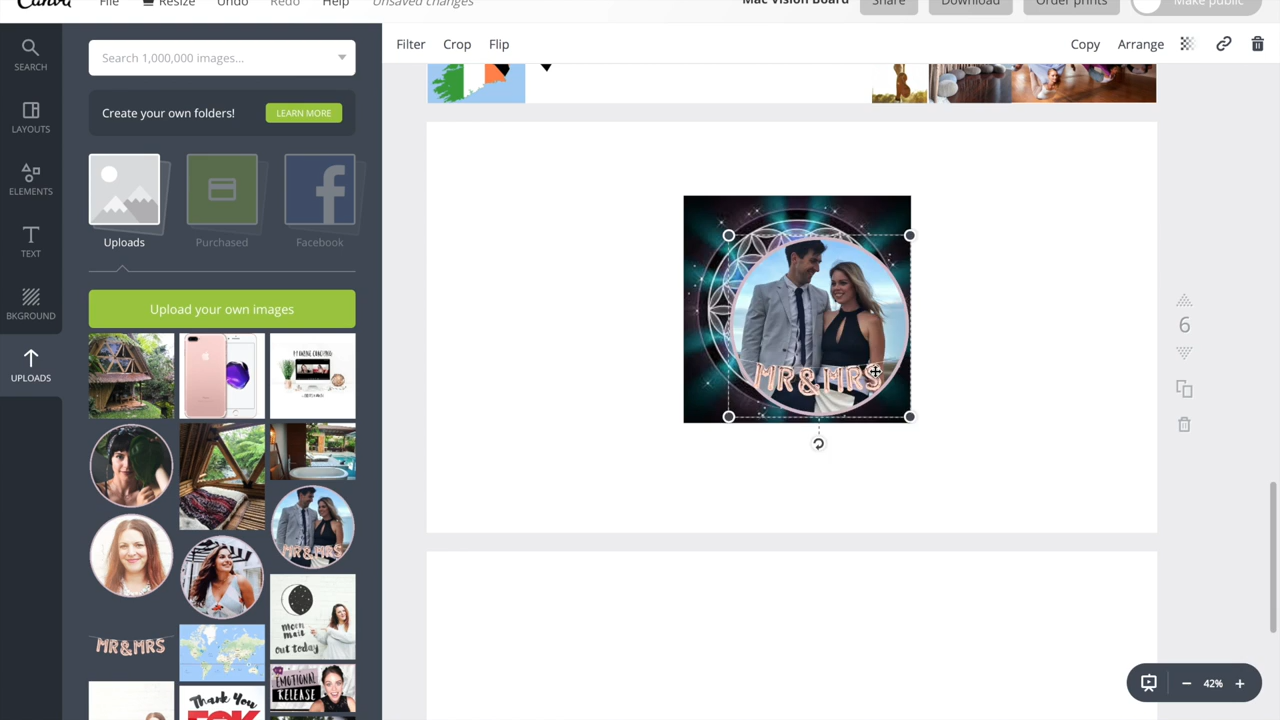 Canva
File
Resize
Undo
Redo
Help
Unsaved changes
Mac Vision Board
Share
Download
Order prints
Make public
Search 1,000,000 images...
Filter
Crop
Flip
Copy
Arrange
SEARCH
LAYOUTS
ELEMENTS
TEXT
BKGROUND
UPLOADS
Create your own folders!
LEARN MORE
Uploads
Purchased
Facebook
Upload your own images
MR&MRS
MR&MRS
moon
mail
out today
MR&MRS
EMOTIONAL
RELEASE
Thank You
6
42%